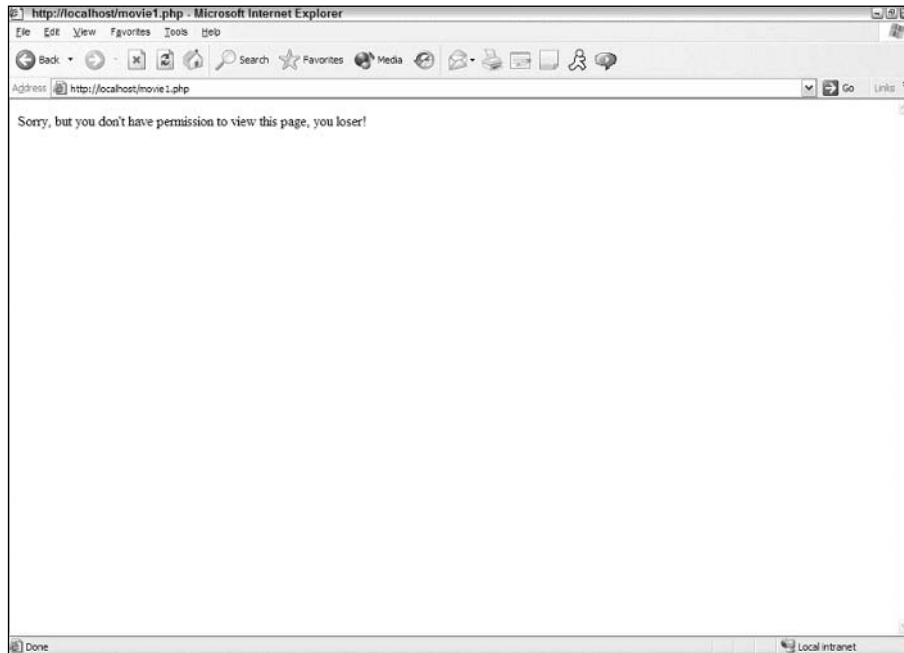 http://localhost/movie1.php - Microsoft Internet Explorer
File Edit View Favorites Tools Help
Back Search Favorites Media
Address http://localhost/movie1.php Go Links
Sorry, but you don't have permission to view this page, you loser!
Done Local intranet